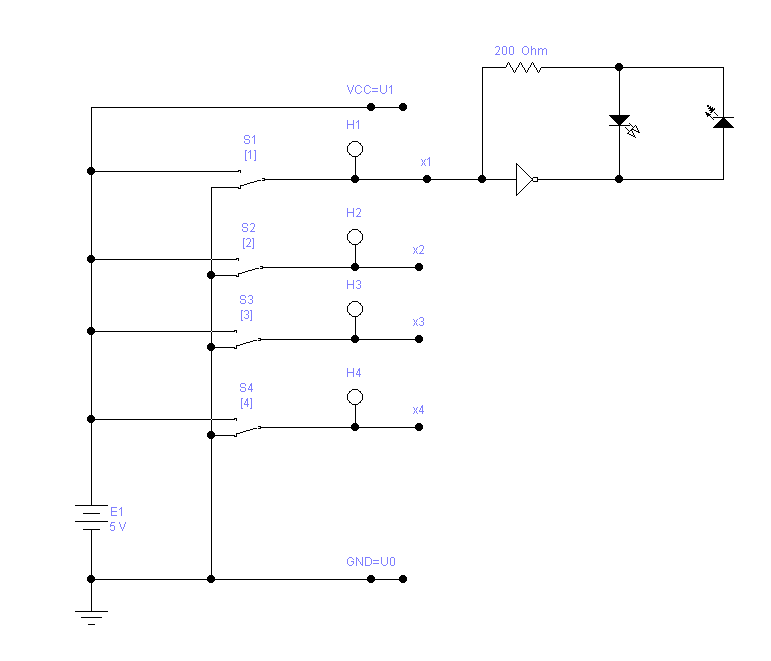 200 Ohm
VCC=U1
H1
S1
[1]
x1
H2
S2
[2]
x2
H3
S3
[3]
x3
H4
S4
[4]
x4
E1
5 V
GND=U0